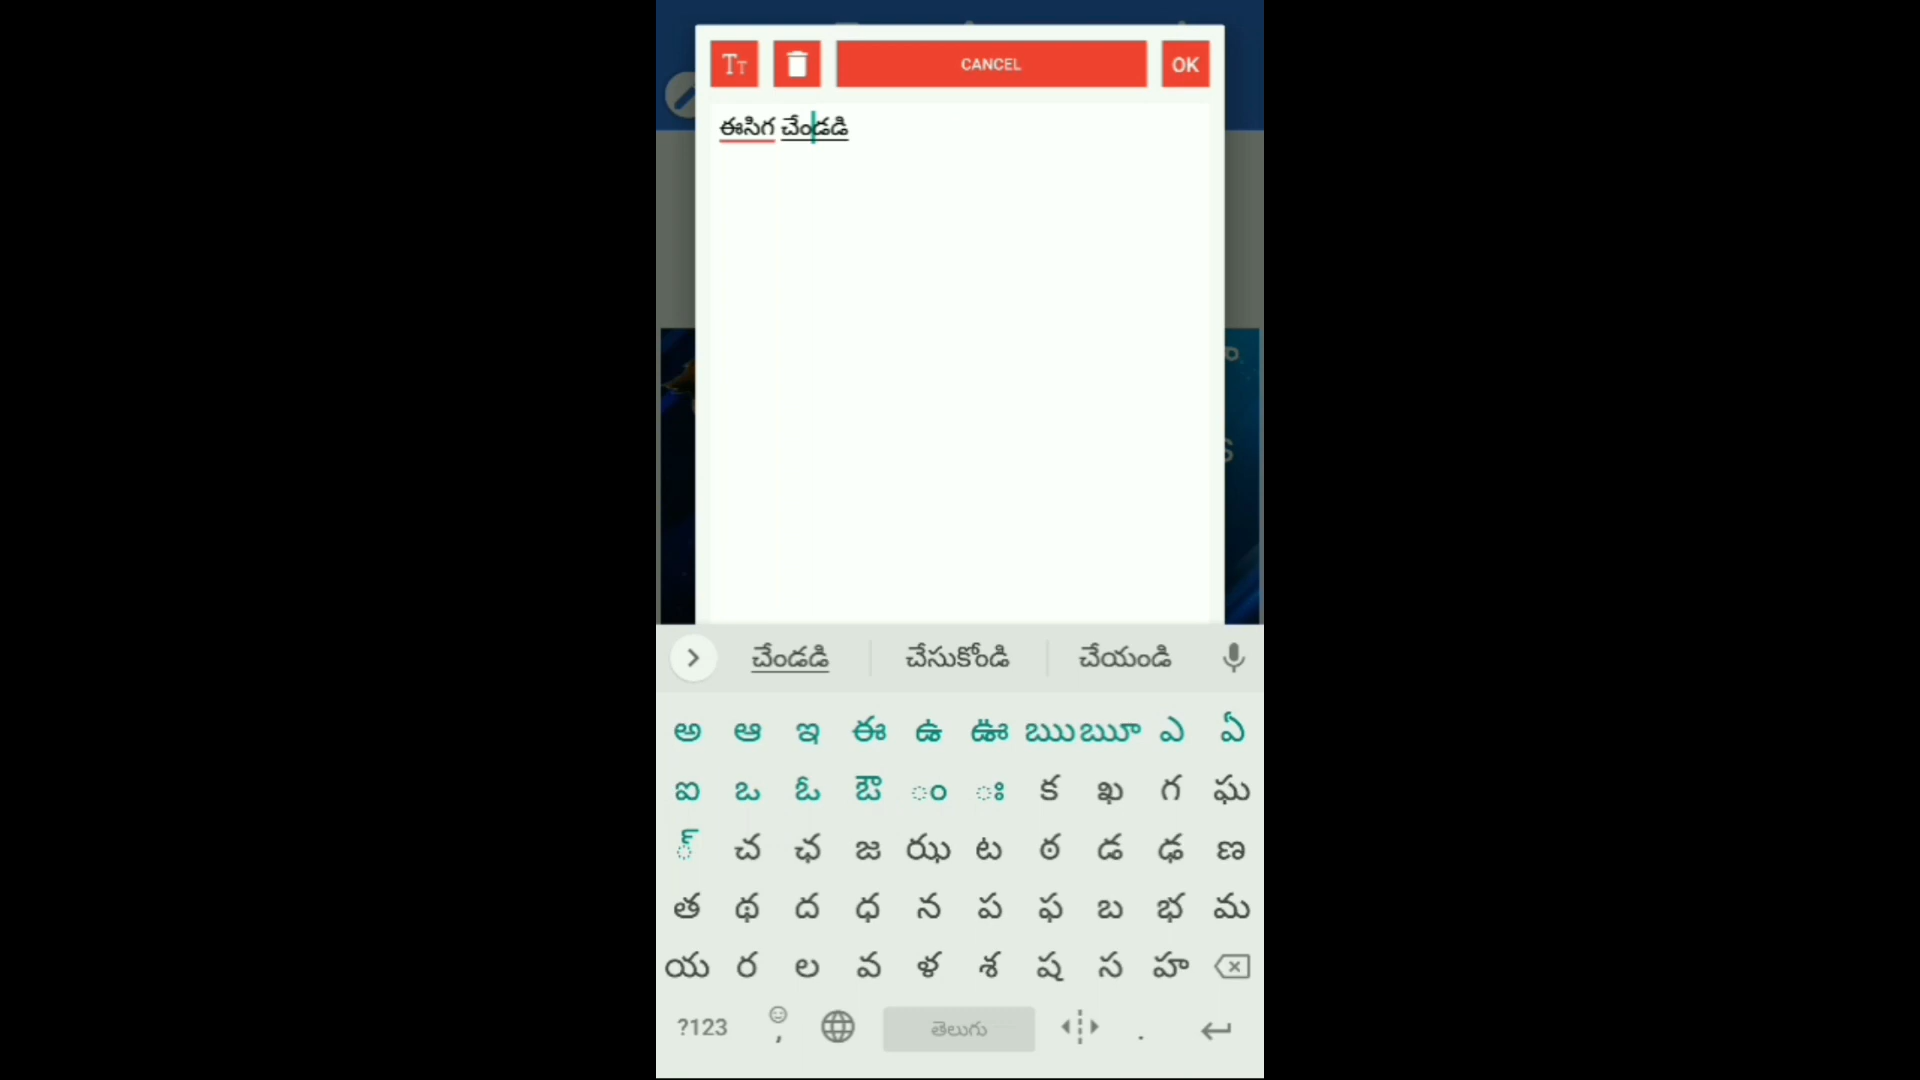 CANCEL
OK
ఈసిగ చేండడి
చేండడి చేసుకోండి చేయండి
అ ఆ ఇ ఈ ఉ ఊ ఋ ౠ ఎ ఏ
ఐ ఒ ఓ ఔ ం ః క ఖ గ ఘ
్ చ ఛ జ ఝ ట ఠ డ ఢ ణ
త థ ద ధ న ప ఫ బ భ మ
య ర ల వ ళ శ ష స హ
?123 , తెలుగు .